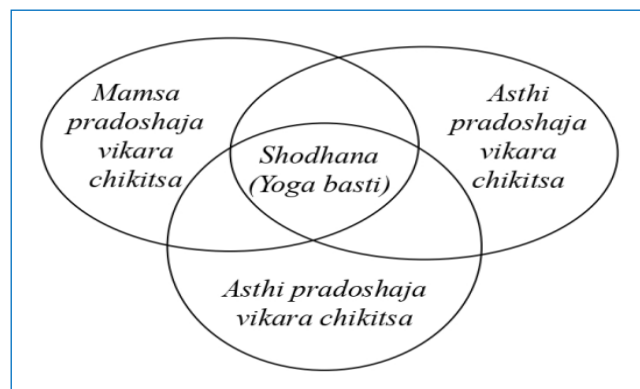 Mamsa
pradoshaja
vikara
chikitsa
Asthi
pradoshaja
vikara
chikitsa
Shodhana
(Yoga basti)
Asthi pradoshaja
vikara chikitsa